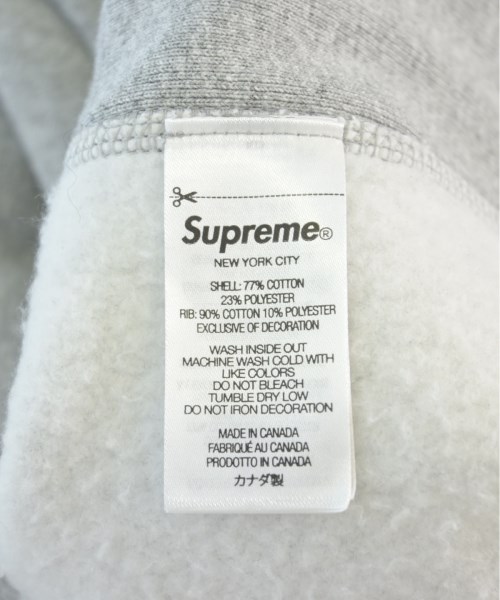 Supreme®
NEW YORK CITY
SHELL: 77% COTTON
23% POLYESTER
RIB: 90% COTTON 10% POLYESTER
EXCLUSIVE OF DECORATION
WASH INSIDE OUT
MACHINE WASH COLD WITH
LIKE COLORS
DO NOT BLEACH
TUMBLE DRY LOW
DO NOT IRON DECORATION
MADE IN CANADA
FABRIQUÉ AU CANADA
PRODOTTO IN CANADA
カナダ製